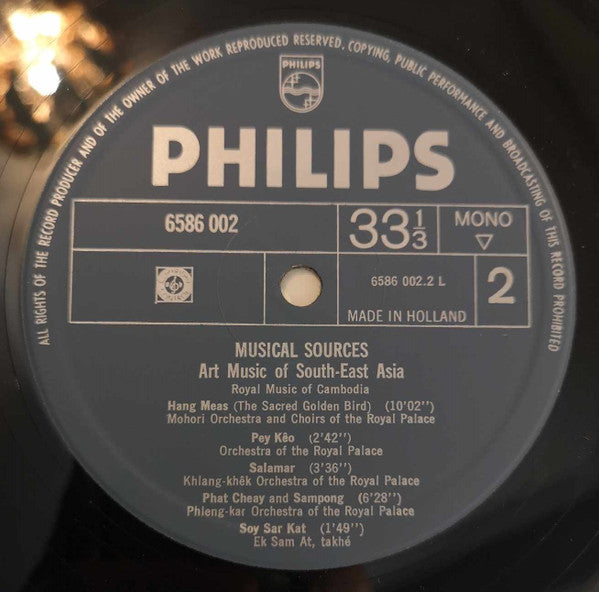 ALL RIGHTS OF THE RECORD PRODUCER AND OF THE OWNER OF THE WORK REPRODUCED RESERVED. COPYING, PUBLIC PERFORMANCE AND BROADCASTING OF THIS RECORD PROHIBITED
PHILIPS
PHILIPS
6586 002
33 1/3
MONO
▽
6586 002.2 L
2
MADE IN HOLLAND
MUSICAL SOURCES
Art Music of South-East Asia
Royal Music of Cambodia
Hang Meas (The Sacred Golden Bird) (10'02'')
Mohori Orchestra and Choirs of the Royal Palace
Pey Kêo (2'42'')
Orchestra of the Royal Palace
Salamar (3'36'')
Khlang-khêk Orchestra of the Royal Palace
Phat Cheay and Sampong (6'28'')
Phleng-kar Orchestra of the Royal Palace
Soy Sar Kat (1'49'')
Ek Sam At, takhé